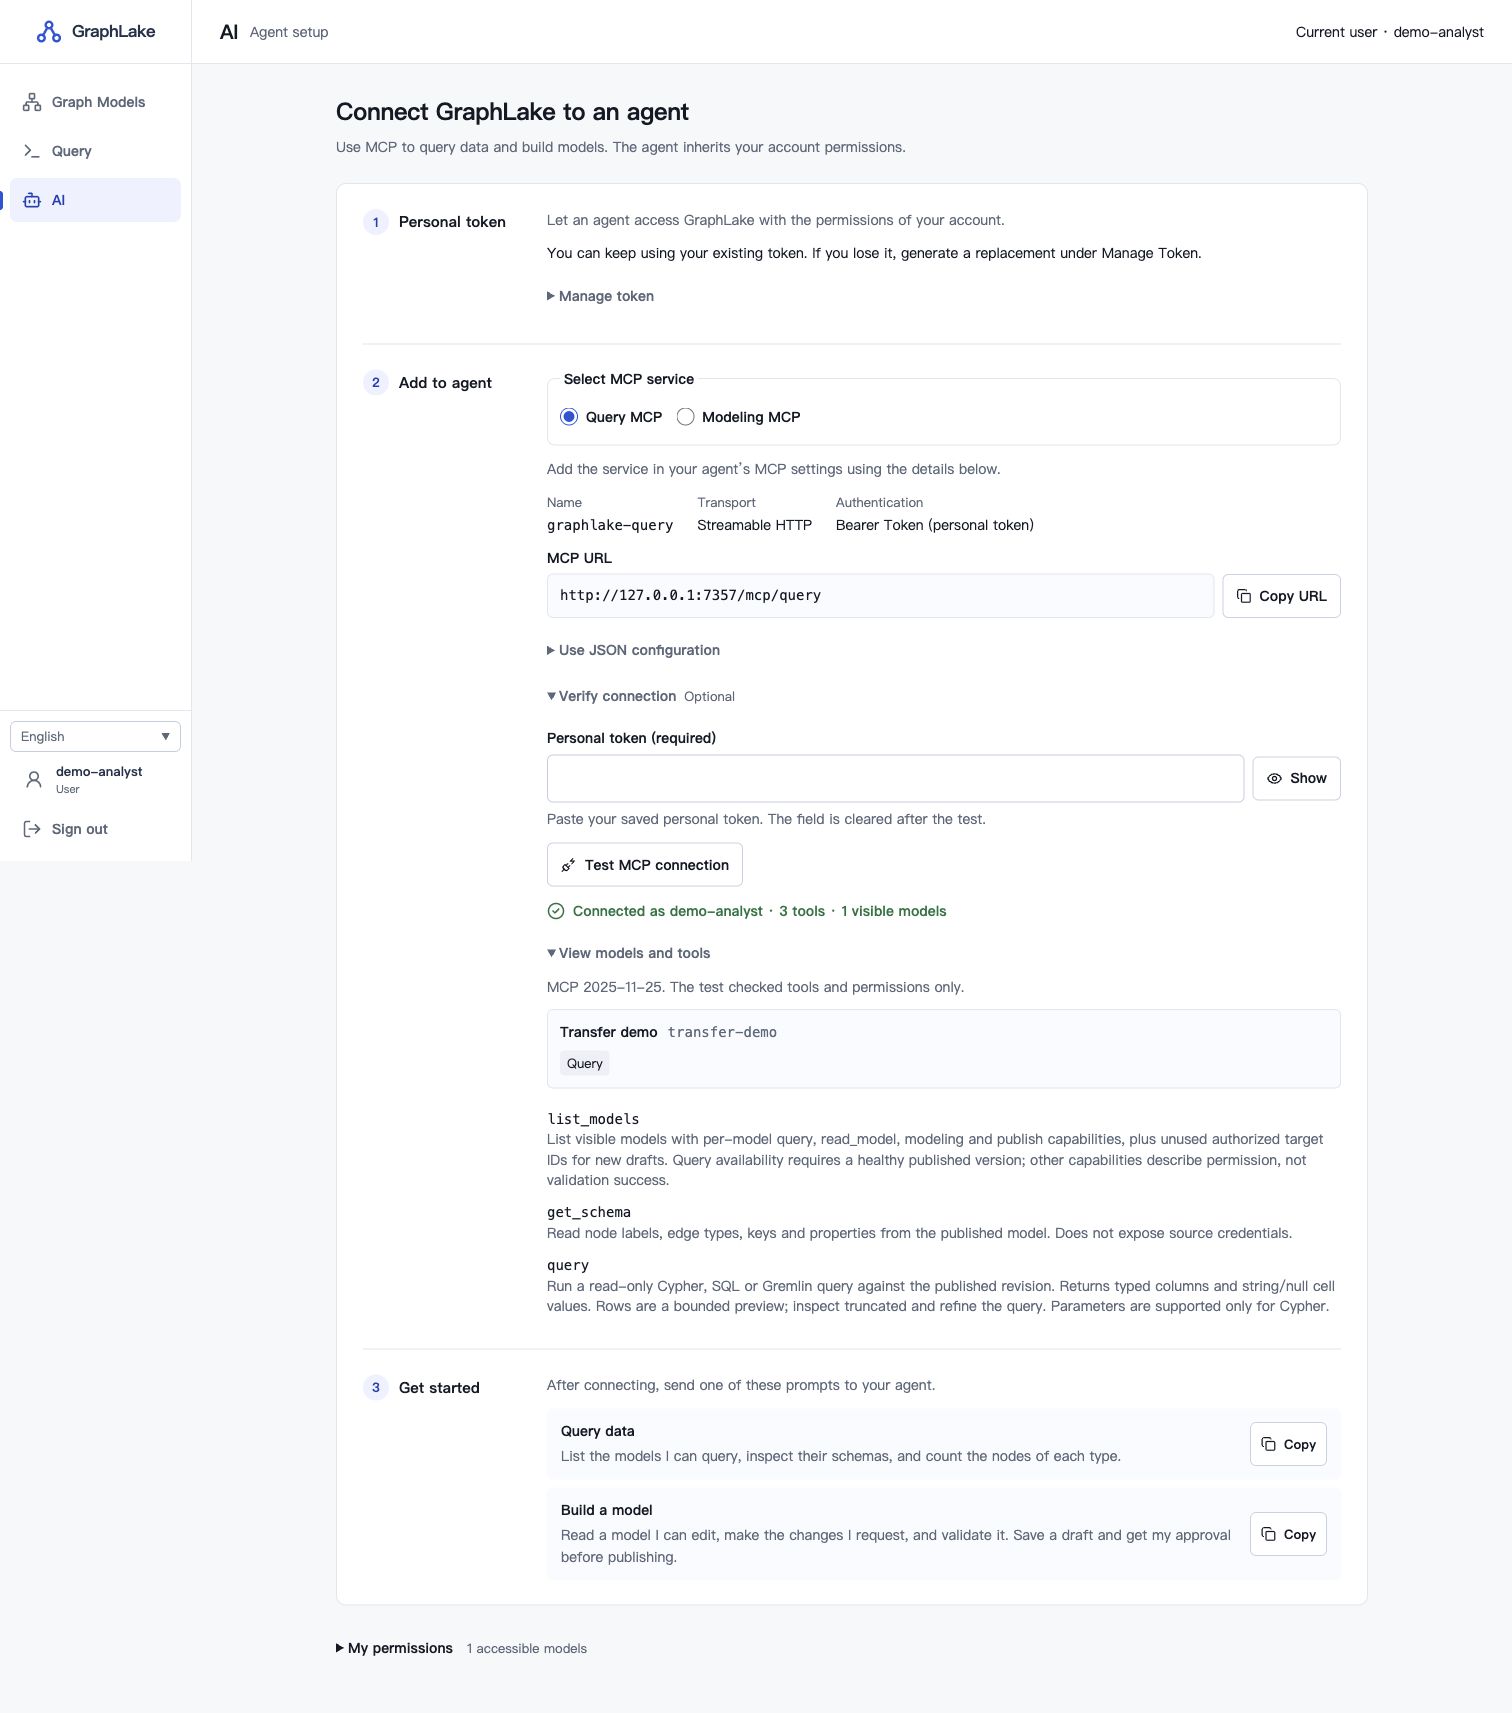 GraphLake
AI Agent setup
Current user · demo-analyst
Graph Models
Query
AI
English
demo-analyst
User
Sign out
Connect GraphLake to an agent
Use MCP to query data and build models. The agent inherits your account permissions.
1 Personal token
Let an agent access GraphLake with the permissions of your account.
You can keep using your existing token. If you lose it, generate a replacement under Manage Token.
Manage token
2 Add to agent
Select MCP service
Query MCP Modeling MCP
Add the service in your agent's MCP settings using the details below.
Name Transport Authentication
graphlake-query Streamable HTTP Bearer Token (personal token)
MCP URL
http://127.0.0.1:7357/mcp/query
Copy URL
Use JSON configuration
Verify connection Optional
Personal token (required)
Show
Paste your saved personal token. The field is cleared after the test.
Test MCP connection
Connected as demo-analyst · 3 tools · 1 visible models
View models and tools
MCP 2025-11-25. The test checked tools and permissions only.
Transfer demo transfer-demo
Query
list_models
List visible models with per-model query, read_model, modeling and publish capabilities, plus unused authorized target
IDs for new drafts. Query availability requires a healthy published version; other capabilities describe permission, not
validation success.
get_schema
Read node labels, edge types, keys and properties from the published model. Does not expose source credentials.
query
Run a read-only Cypher, SQL or Gremlin query against the published revision. Returns typed columns and string/null cell
values. Rows are a bounded preview; inspect truncated and refine the query. Parameters are supported only for Cypher.
3 Get started
After connecting, send one of these prompts to your agent.
Query data
List the models I can query, inspect their schemas, and count the nodes of each type.
Copy
Build a model
Read a model I can edit, make the changes I request, and validate it. Save a draft and get my approval
before publishing.
Copy
My permissions 1 accessible models